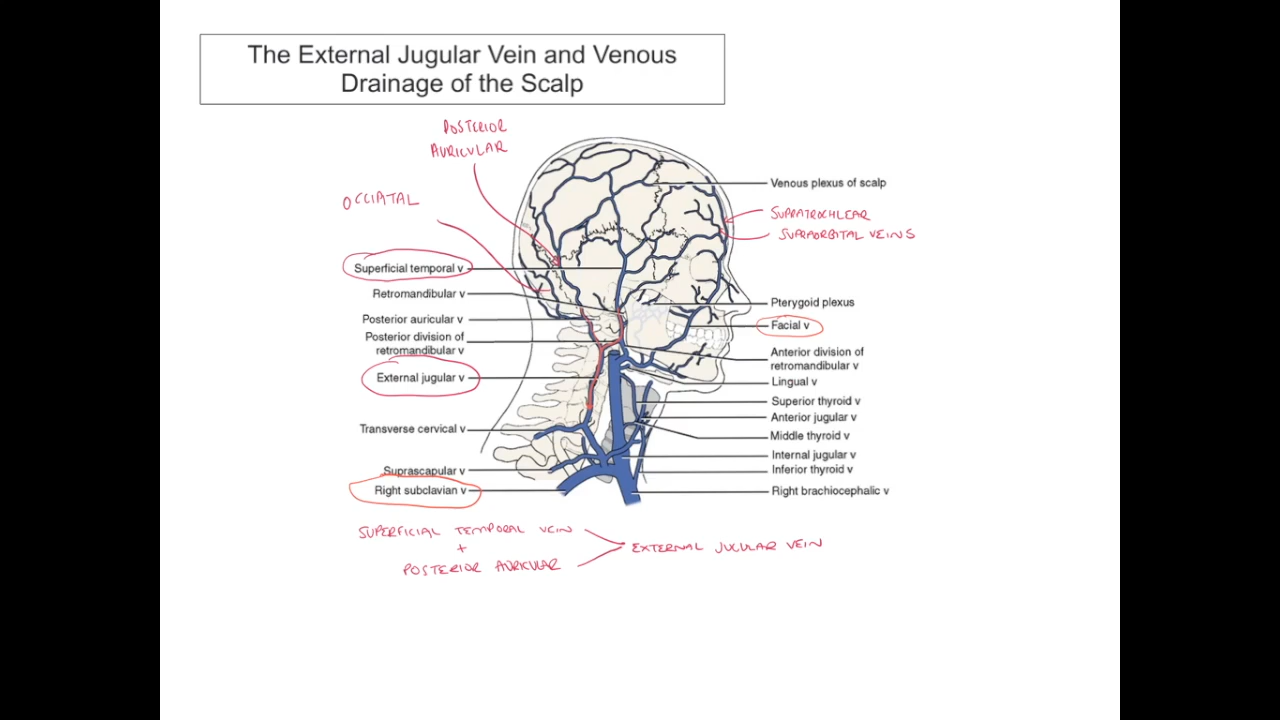 The External Jugular Vein and Venous
Drainage of the Scalp
POSTERIOR
AURICULAR
OCCIATAL
Venous plexus of scalp
SUPRATROCHLEAR
SUPRAORBITAL VEINS
Superficial temporal v
Retromandibular v
Posterior auricular v
Posterior division of
retromandibular v
External jugular v
Transverse cervical v
Suprascapular v
Right subclavian v
Pterygoid plexus
Facial v
Anterior division of
retromandibular v
Lingual v
Superior thyroid v
Anterior jugular v
Middle thyroid v
Internal jugular v
Inferior thyroid v
Right brachiocephalic v
SUPERFICIAL TEMPORAL VEIN
+
POSTERIOR AURICULAR
EXTERNAL JUGULAR VEIN